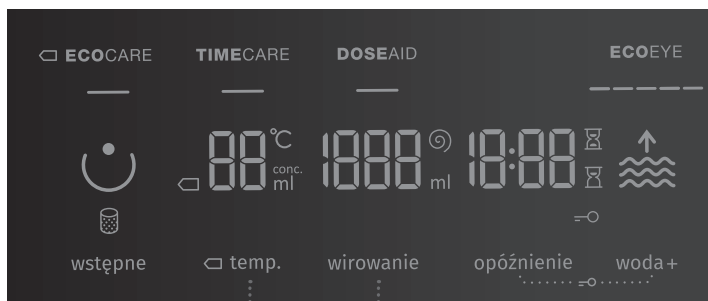 ECOCARE TIMECARE DOSEAID ECOEYE
88 °C 1888 18:88
conc.
ml ml
wstępne temp. wirowanie opóźnienie woda+